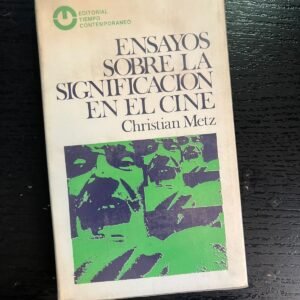 EDITORIAL
TIEMPO
CONTEMPORANEO
ENSAYOS
SOBRE LA
SIGNIFICACION
EN EL CINE
Christian Metz